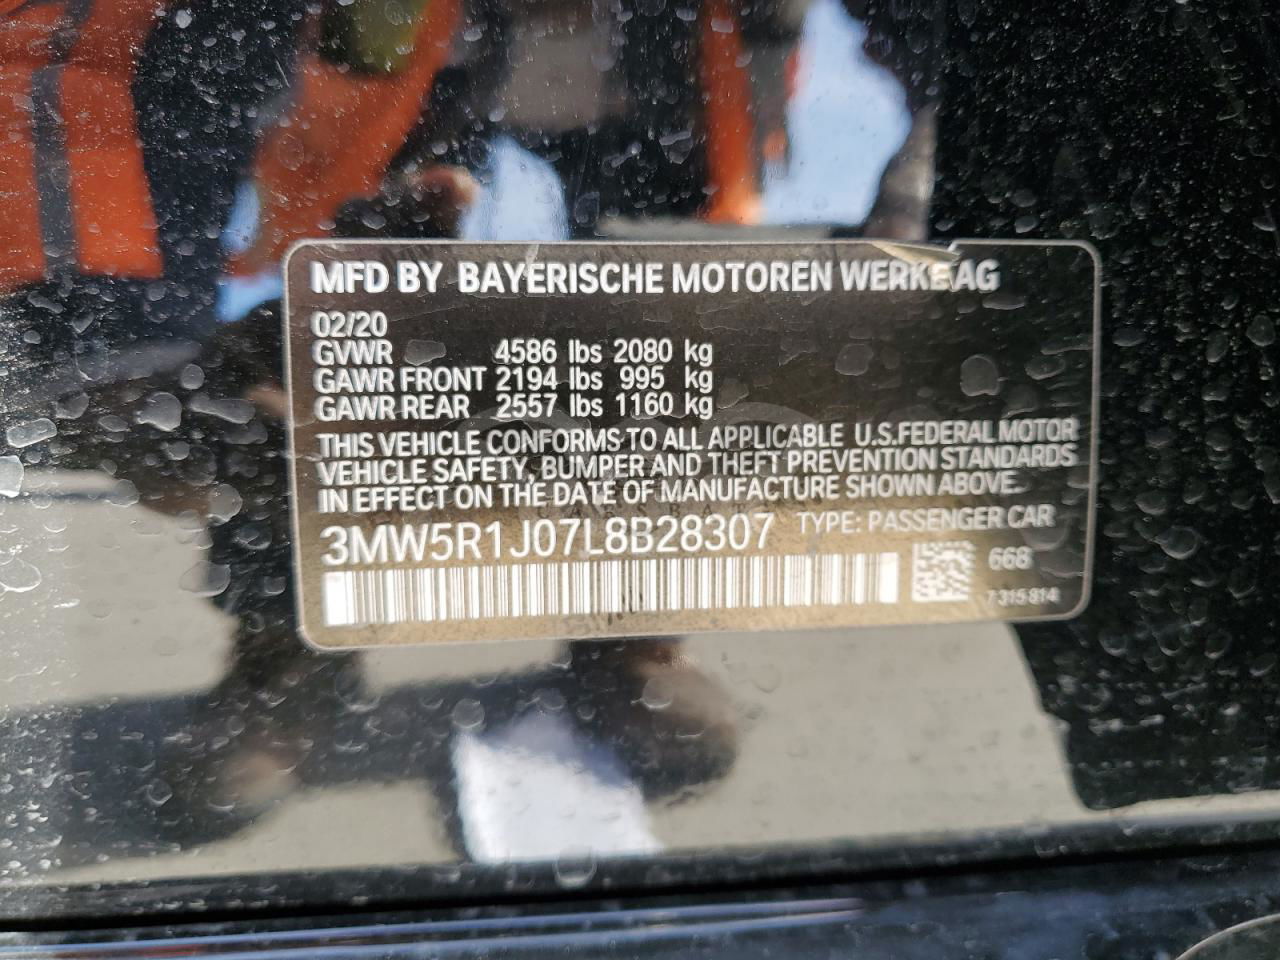 MFD BY BAYERISCHE MOTOREN WERKE AG
02/20
GVWR 4586 lbs 2080 kg
GAWR FRONT 2194 lbs 995 kg
GAWR REAR 2557 lbs 1160 kg
THIS VEHICLE CONFORMS TO ALL APPLICABLE U.S.FEDERAL MOTOR
VEHICLE SAFETY, BUMPER AND THEFT PREVENTION STANDARDS
IN EFFECT ON THE DATE OF MANUFACTURE SHOWN ABOVE.
3MW5R1J07L8B28307 TYPE: PASSENGER CAR
668
7 315 814